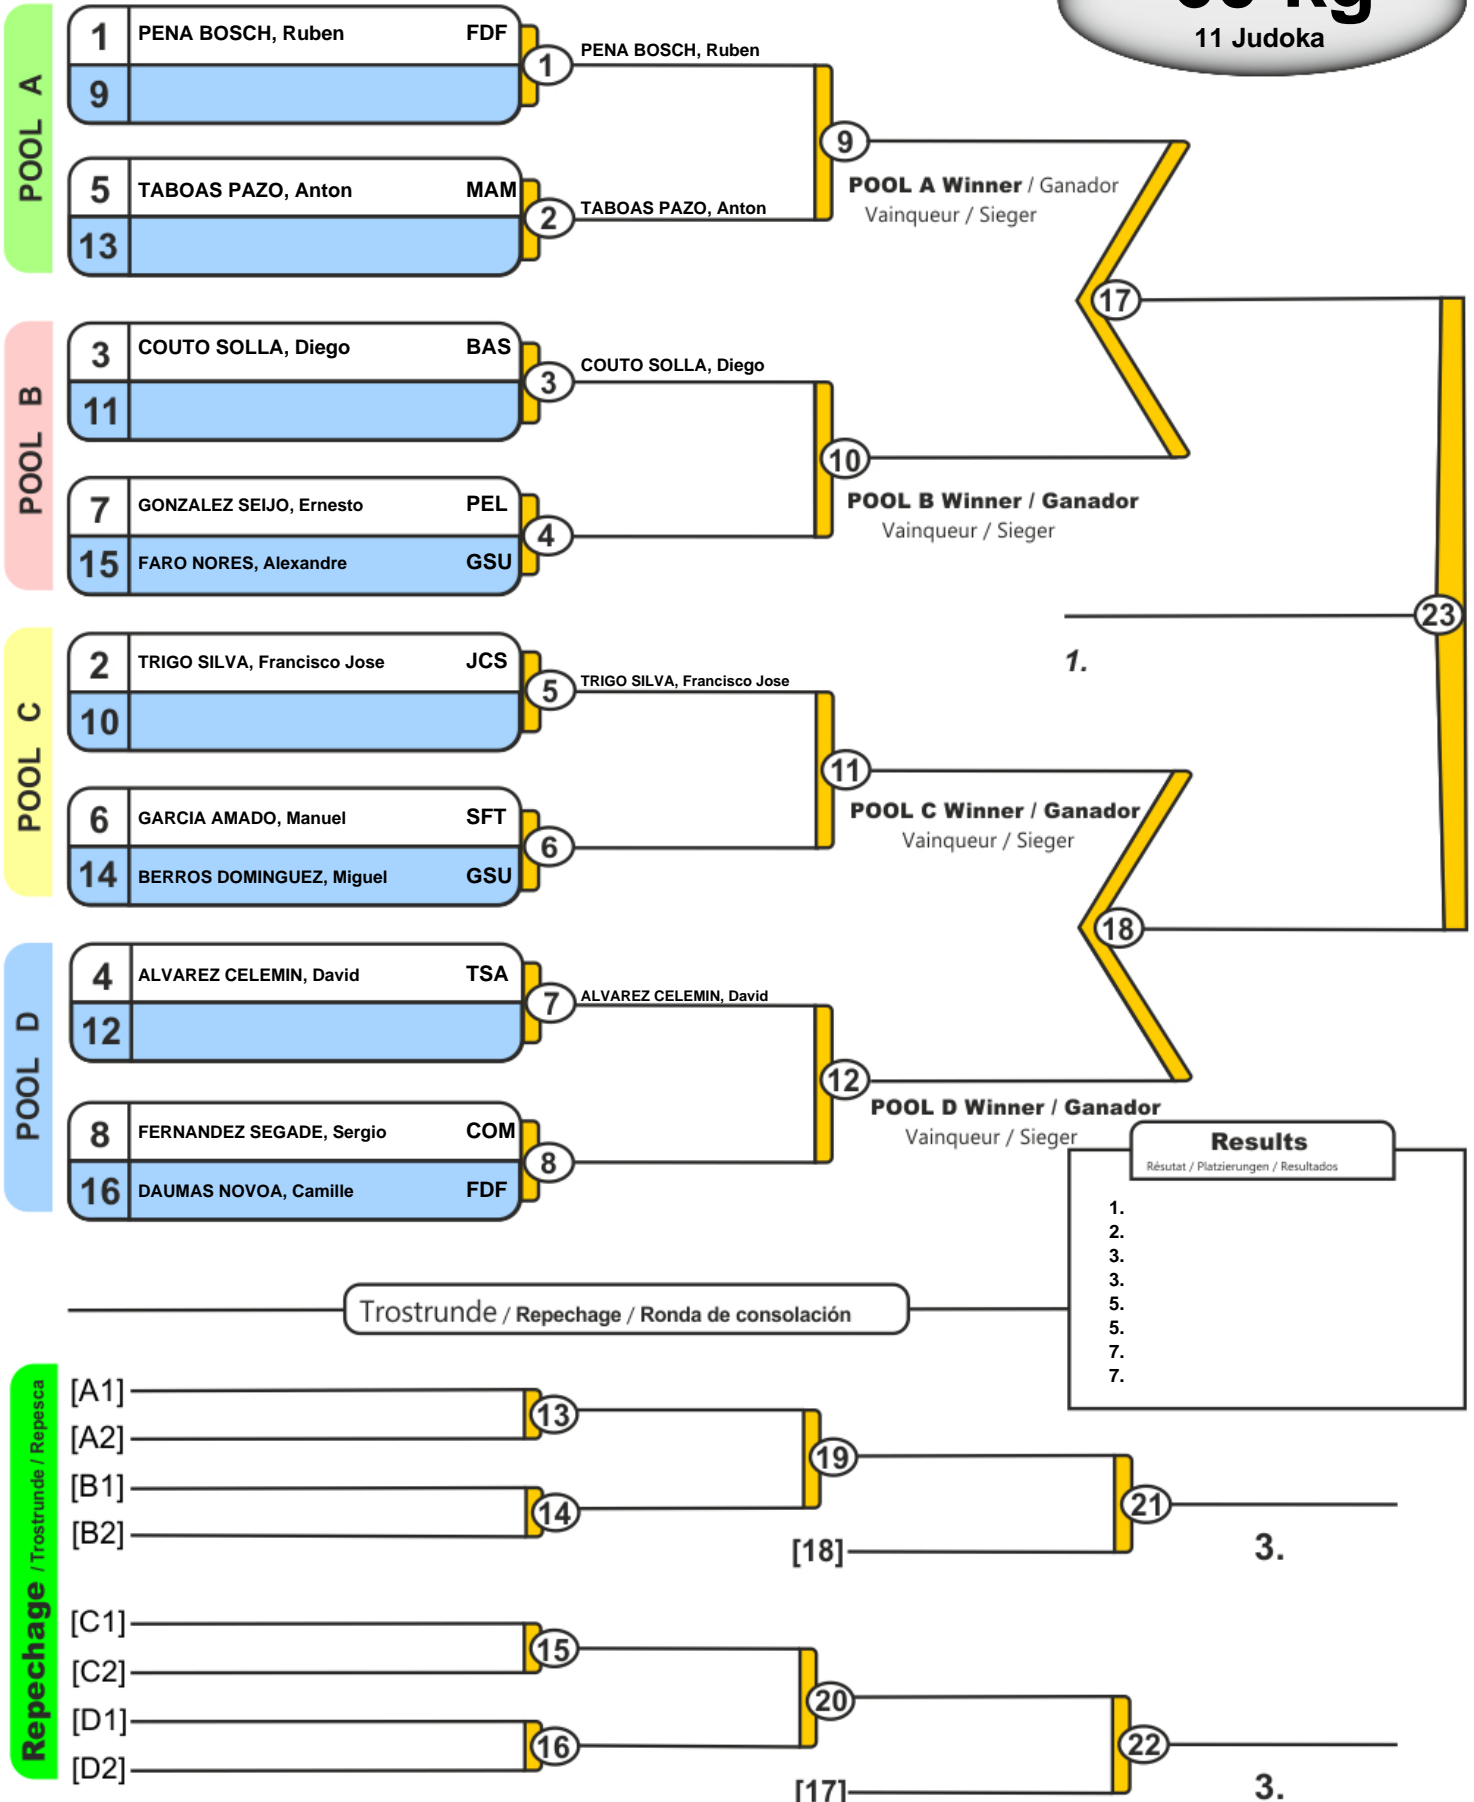 kg
11 Judoka
POOL A
1 PENA BOSCH, Ruben FDF
9
1
PENA BOSCH, Ruben
5 TABOAS PAZO, Anton MAM
13
2
TABOAS PAZO, Anton
9
POOL A Winner / Ganador
Vainqueur / Sieger
17
POOL B
3 COUTO SOLLA, Diego BAS
11
3
COUTO SOLLA, Diego
7 GONZALEZ SEIJO, Ernesto PEL
15 FARO NORES, Alexandre GSU
4
10
POOL B Winner / Ganador
Vainqueur / Sieger
23
1.
POOL C
2 TRIGO SILVA, Francisco Jose JCS
10
5
TRIGO SILVA, Francisco Jose
6 GARCIA AMADO, Manuel SFT
14 BERROS DOMINGUEZ, Miguel GSU
6
11
POOL C Winner / Ganador
Vainqueur / Sieger
18
POOL D
4 ALVAREZ CELEMIN, David TSA
12
7
ALVAREZ CELEMIN, David
8 FERNANDEZ SEGADE, Sergio COM
16 DAUMAS NOVOA, Camille FDF
8
12
POOL D Winner / Ganador
Vainqueur / Sieger
Results
Résutat / Platzierungen / Resultados
1.
2.
3.
3.
5.
5.
7.
7.
Trostrunde / Repechage / Ronda de consolación
Repechage / Trostrunde / Repesca
[A1]
[A2]
13
[B1]
[B2]
14
19
[18]
21
3.
[C1]
[C2]
15
[D1]
[D2]
16
20
[17]
22
3.